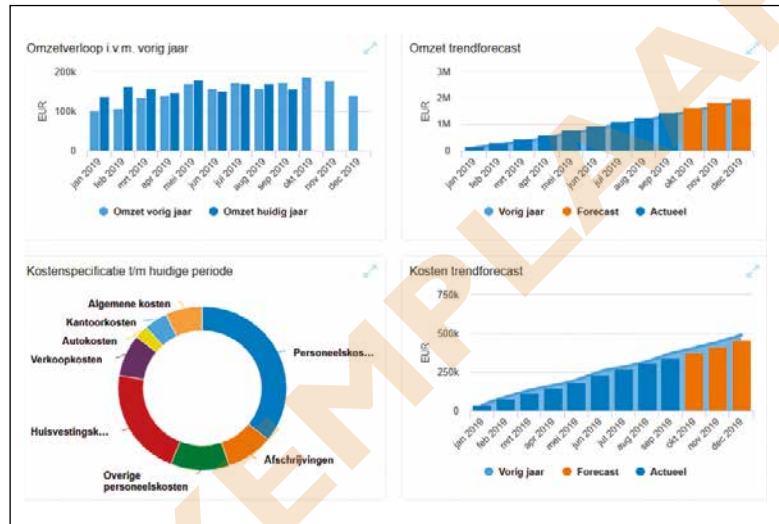 Omzetverloop i.v.m. vorig jaar
200k
100k
0
EUR
jan 2019
feb 2019
mrt 2019
apr 2019
mei 2019
jun 2019
jul 2019
aug 2019
sep 2019
okt 2019
nov 2019
dec 2019
Omzet vorig jaar
Omzet huidig jaar
Omzet trendforecast
3M
2M
1M
0
EUR
jan 2019
feb 2019
mrt 2019
apr 2019
mei 2019
jun 2019
jul 2019
aug 2019
sep 2019
okt 2019
nov 2019
dec 2019
Vorig jaar
Forecast
Actueel
Kostenspecificatie t/m huidige periode
Algemene kosten
Kantoorkosten
Autokosten
Verkoopkosten
Huisvestingsk...
Overige
personeelskosten
Afschrijvingen
Personeelskos...
Kosten trendforecast
750k
500k
250k
0
EUR
jan 2019
feb 2019
mrt 2019
apr 2019
mei 2019
jun 2019
jul 2019
aug 2019
sep 2019
okt 2019
nov 2019
dec 2019
Vorig jaar
Forecast
Actueel